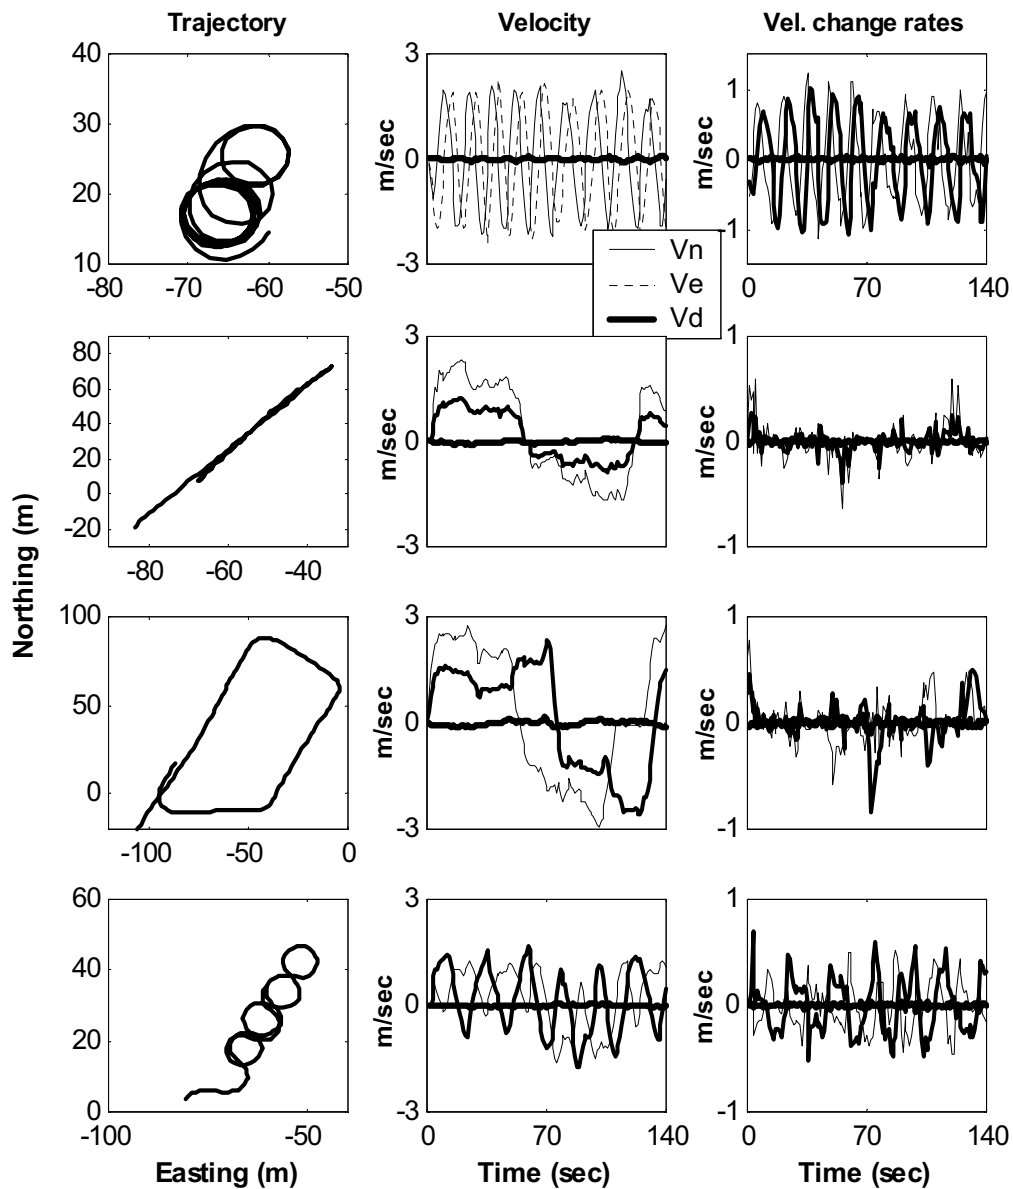 Trajectory Velocity Vel. change rates
40
30
20
10
-80 -70 -60 -50
3
0
-3
m/sec
1
0
-1
m/sec
0 70 140
Vn
Ve
Vd
80
60
40
20
0
-20
-80 -60 -40
3
0
-3
m/sec
1
0
-1
m/sec
Northing (m)
100
50
0
-100 -50 0
3
0
-3
m/sec
1
0
-1
m/sec
60
40
20
0
-100 -50
3
0
-3
m/sec
0 70 140
1
0
-1
m/sec
0 70 140
Easting (m) Time (sec) Time (sec)